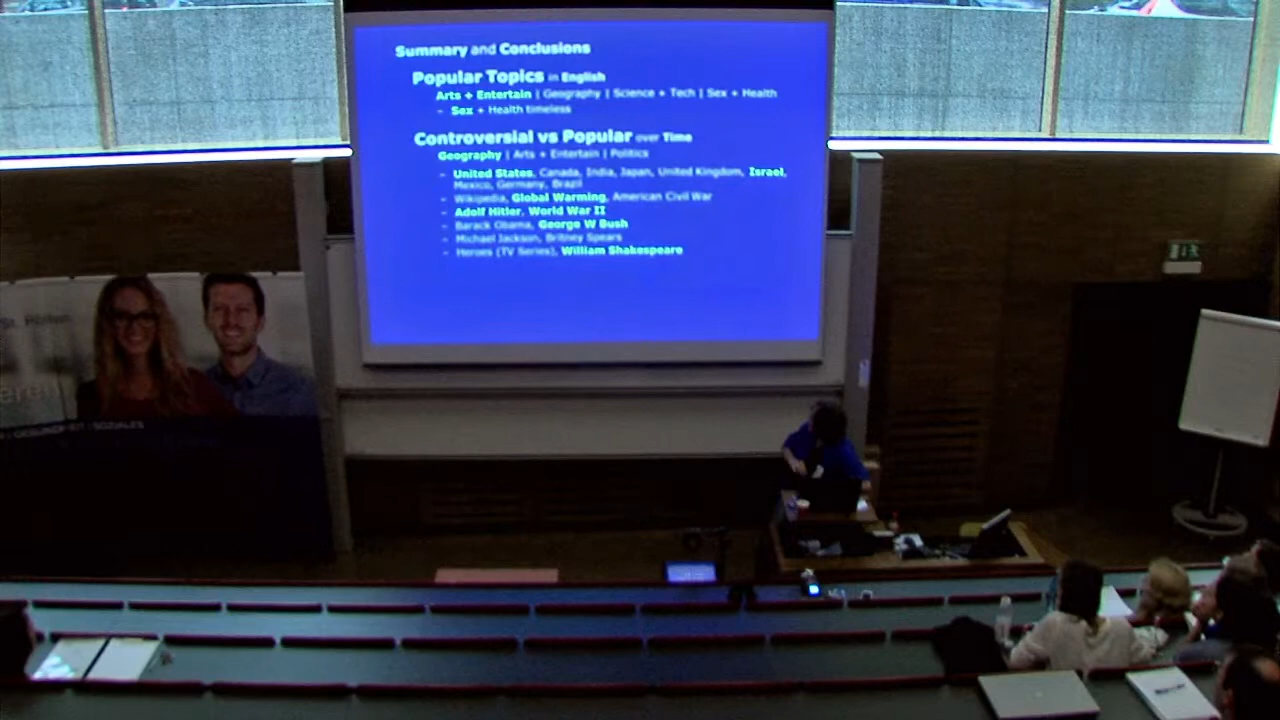 Summary and Conclusions
Popular Topics in English
Arts + Entertain | Geography | Science + Tech | Sex + Health
– Sex + Health timeless
Controversial vs Popular over Time
Geography | Arts + Entertain | Politics
– United States, Canada, India, Japan, United Kingdom, Israel,
Mexico, Germany, Brazil
– Wikipedia, Global Warming, American Civil War
– Adolf Hitler, World War II
– Barack Obama, George W Bush
– Michael Jackson, Britney Spears
– Heroes (TV Series), William Shakespeare
SOZIALES